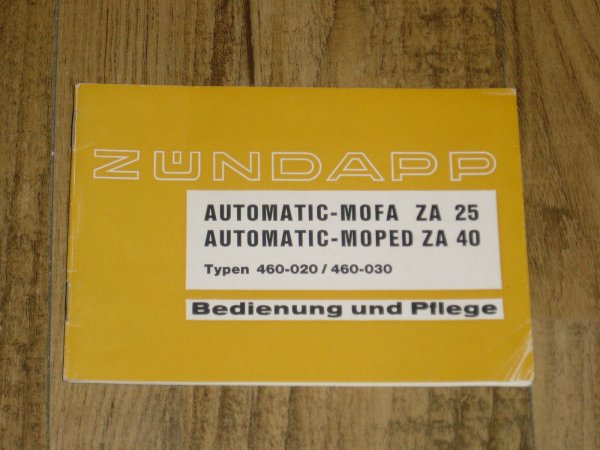 ZÜNDAPP
AUTOMATIC-MOFA ZA 25
AUTOMATIC-MOPED ZA 40
Typen 460-020 / 460-030
Bedienung und Pflege